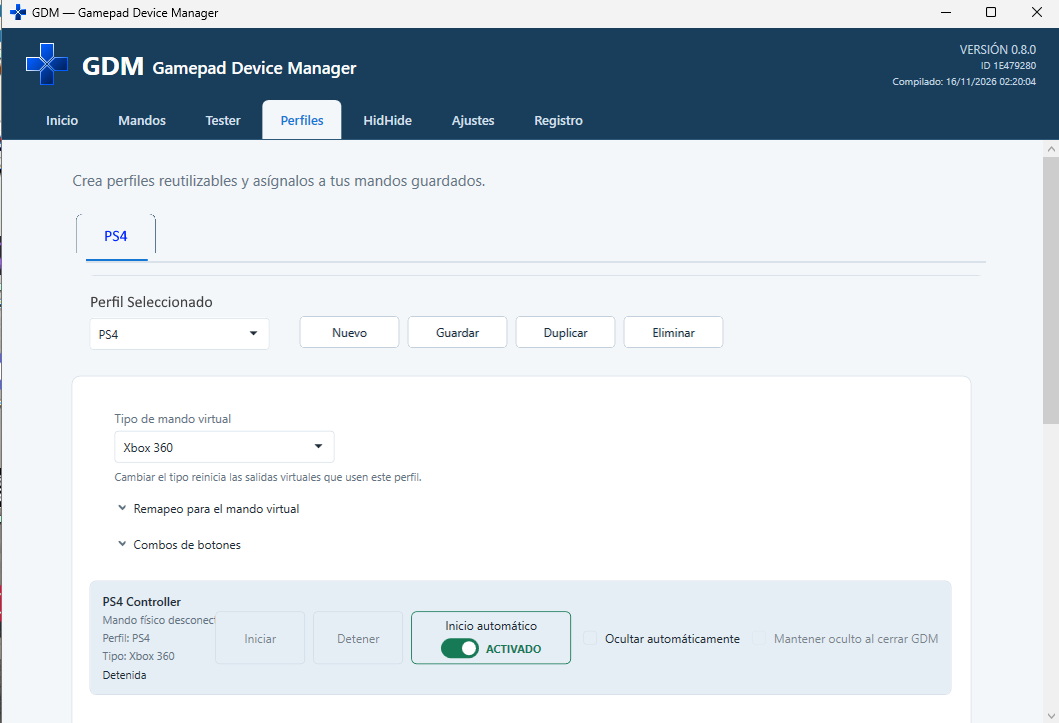 GDM — Gamepad Device Manager
GDM Gamepad Device Manager
VERSIÓN 0.8.0
ID 1E479280
Compilado: 16/11/2026 02:20:04
Inicio Mandos Tester Perfiles HidHide Ajustes Registro
Crea perfiles reutilizables y asígnalos a tus mandos guardados.
PS4
Perfil Seleccionado
PS4 Nuevo Guardar Duplicar Eliminar
Tipo de mando virtual
Xbox 360
Cambiar el tipo reinicia las salidas virtuales que usen este perfil.
Remapeo para el mando virtual
Combos de botones
PS4 Controller
Mando físico desconect
Perfil: PS4
Tipo: Xbox 360
Detenida
Iniciar Detener
Inicio automático
ACTIVADO
Ocultar automáticamente Mantener oculto al cerrar GDM